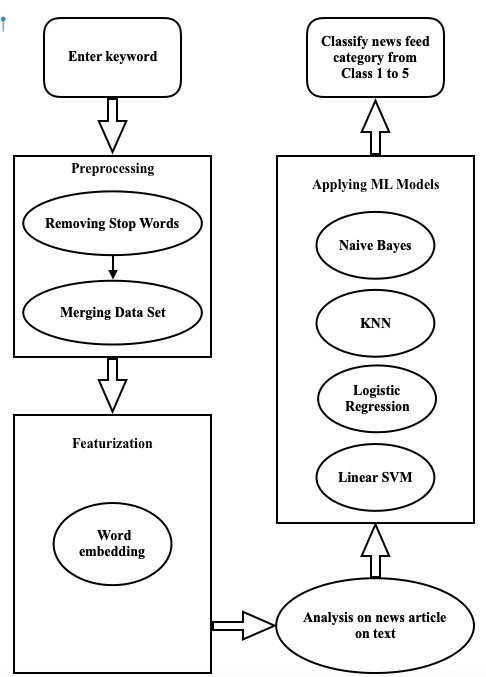 Enter keyword
Preprocessing
Removing Stop Words
Merging Data Set
Featurization
Word
embedding
Analysis on news article
on text
Applying ML Models
Naive Bayes
KNN
Logistic
Regression
Linear SVM
Classify news feed
category from
Class 1 to 5